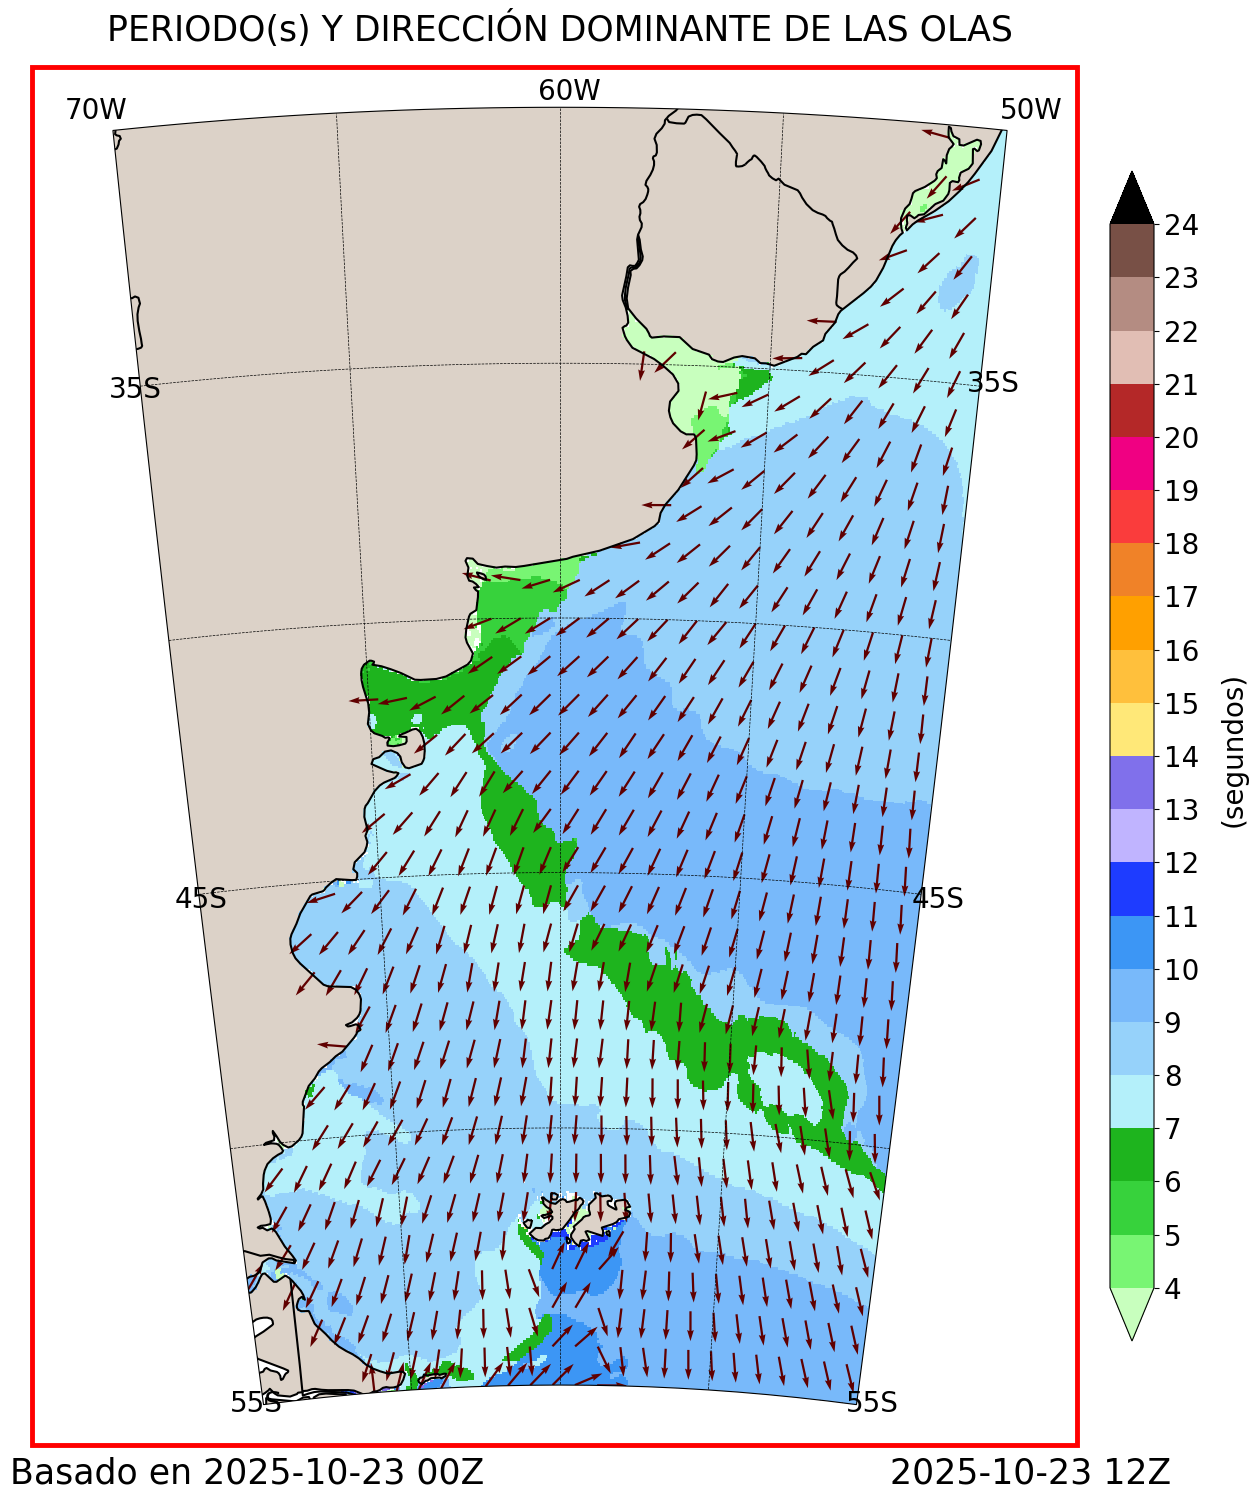 PERIODO(s) Y DIRECCIÓN DOMINANTE DE LAS OLAS
70W
60W
50W
35S
35S
45S
45S
55S
55S
24
23
22
21
20
19
18
17
16
15
14
13
12
11
10
9
8
7
6
5
4
(segundos)
Basado en 2025-10-23 00Z
2025-10-23 12Z